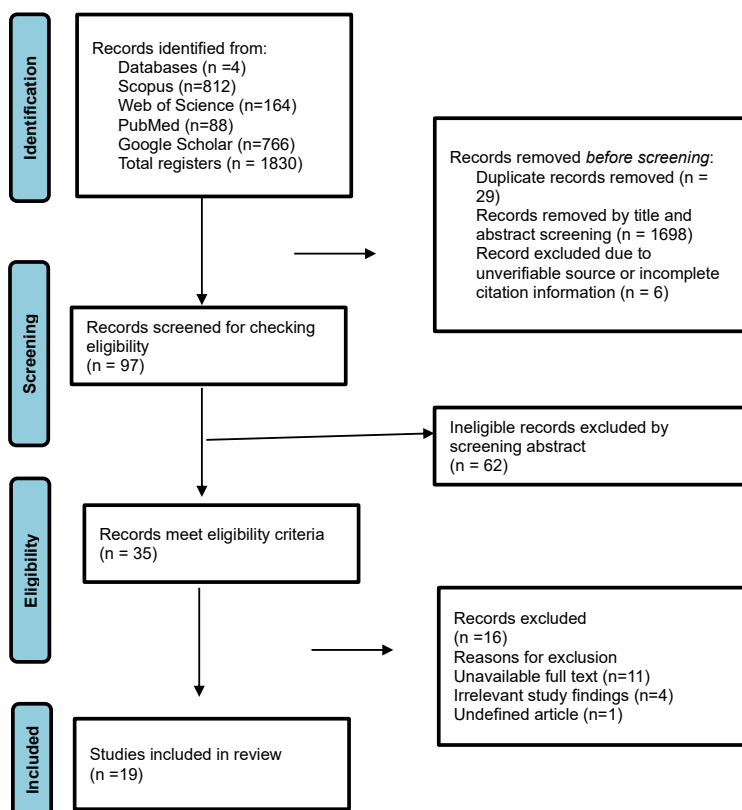 Identification
Records identified from:
Databases (n =4)
Scopus (n=812)
Web of Science (n=164)
PubMed (n=88)
Google Scholar (n=766)
Total registers (n = 1830)
Records removed before screening:
Duplicate records removed (n =
29)
Records removed by title and
abstract screening (n = 1698)
Record excluded due to
unverifiable source or incomplete
citation information (n = 6)
Screening
Records screened for checking
eligibility
(n = 97)
Ineligible records excluded by
screening abstract
(n = 62)
Eligibility
Records meet eligibility criteria
(n = 35)
Records excluded
(n =16)
Reasons for exclusion
Unavailable full text (n=11)
Irrelevant study findings (n=4)
Undefined article (n=1)
Included
Studies included in review
(n =19)